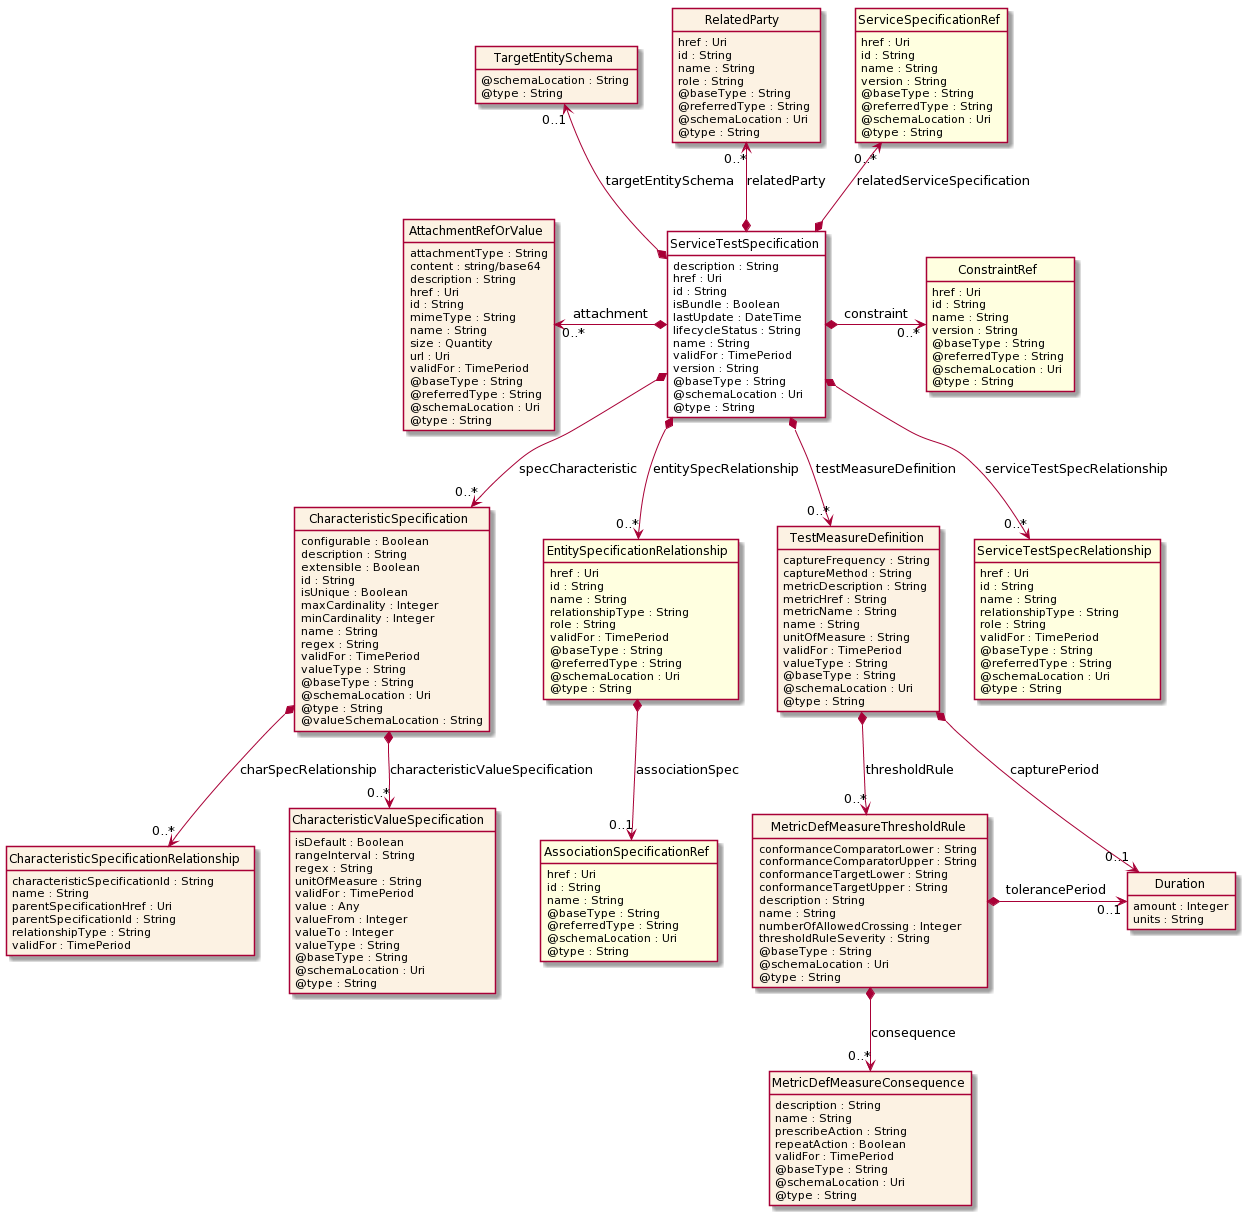 RelatedParty
href : Uri
id : String
name : String
role : String
@baseType : String
@referredType : String
@schemaLocation : Uri
@type : String
ServiceSpecificationRef
href : Uri
id : String
name : String
version : String
@baseType : String
@referredType : String
@schemaLocation : Uri
@type : String
TargetEntitySchema
@schemaLocation : String
@type : String
0..1
0..*
0..*
targetEntitySchema
relatedParty
relatedServiceSpecification
AttachmentRefOrValue
attachmentType : String
content : string/base64
description : String
href : Uri
id : String
mimeType : String
name : String
size : Quantity
url : Uri
validFor : TimePeriod
@baseType : String
@referredType : String
@schemaLocation : Uri
@type : String
attachment
0..*
ServiceTestSpecification
description : String
href : Uri
id : String
isBundle : Boolean
lastUpdate : DateTime
lifecycleStatus : String
name : String
validFor : TimePeriod
version : String
@baseType : String
@schemaLocation : Uri
@type : String
constraint
0..*
ConstraintRef
href : Uri
id : String
name : String
version : String
@baseType : String
@referredType : String
@schemaLocation : Uri
@type : String
specCharacteristic
entitySpecRelationship
testMeasureDefinition
serviceTestSpecRelationship
0..*
0..*
0..*
0..*
CharacteristicSpecification
configurable : Boolean
description : String
extensible : Boolean
id : String
isUnique : Boolean
maxCardinality : Integer
minCardinality : Integer
name : String
regex : String
validFor : TimePeriod
valueType : String
@baseType : String
@schemaLocation : Uri
@type : String
@valueSchemaLocation : String
EntitySpecificationRelationship
href : Uri
id : String
name : String
relationshipType : String
role : String
validFor : TimePeriod
@baseType : String
@referredType : String
@schemaLocation : Uri
@type : String
TestMeasureDefinition
captureFrequency : String
captureMethod : String
metricDescription : String
metricHref : String
metricName : String
name : String
unitOfMeasure : String
validFor : TimePeriod
valueType : String
@baseType : String
@schemaLocation : Uri
@type : String
ServiceTestSpecRelationship
href : Uri
id : String
name : String
relationshipType : String
role : String
validFor : TimePeriod
@baseType : String
@referredType : String
@schemaLocation : Uri
@type : String
charSpecRelationship
characteristicValueSpecification
associationSpec
thresholdRule
capturePeriod
0..*
0..*
0..1
0..*
0..1
CharacteristicSpecificationRelationship
characteristicSpecificationId : String
name : String
parentSpecificationHref : Uri
parentSpecificationId : String
relationshipType : String
validFor : TimePeriod
CharacteristicValueSpecification
isDefault : Boolean
rangeInterval : String
regex : String
unitOfMeasure : String
validFor : TimePeriod
value : Any
valueFrom : Integer
valueTo : Integer
valueType : String
@baseType : String
@schemaLocation : Uri
@type : String
AssociationSpecificationRef
href : Uri
id : String
name : String
@baseType : String
@referredType : String
@schemaLocation : Uri
@type : String
MetricDefMeasureThresholdRule
conformanceComparatorLower : String
conformanceComparatorUpper : String
conformanceTargetLower : String
conformanceTargetUpper : String
description : String
name : String
numberOfAllowedCrossing : Integer
thresholdRuleSeverity : String
@baseType : String
@schemaLocation : Uri
@type : String
tolerancePeriod
0..1
Duration
amount : Integer
units : String
consequence
0..*
MetricDefMeasureConsequence
description : String
name : String
prescribeAction : String
repeatAction : Boolean
validFor : TimePeriod
@baseType : String
@schemaLocation : Uri
@type : String